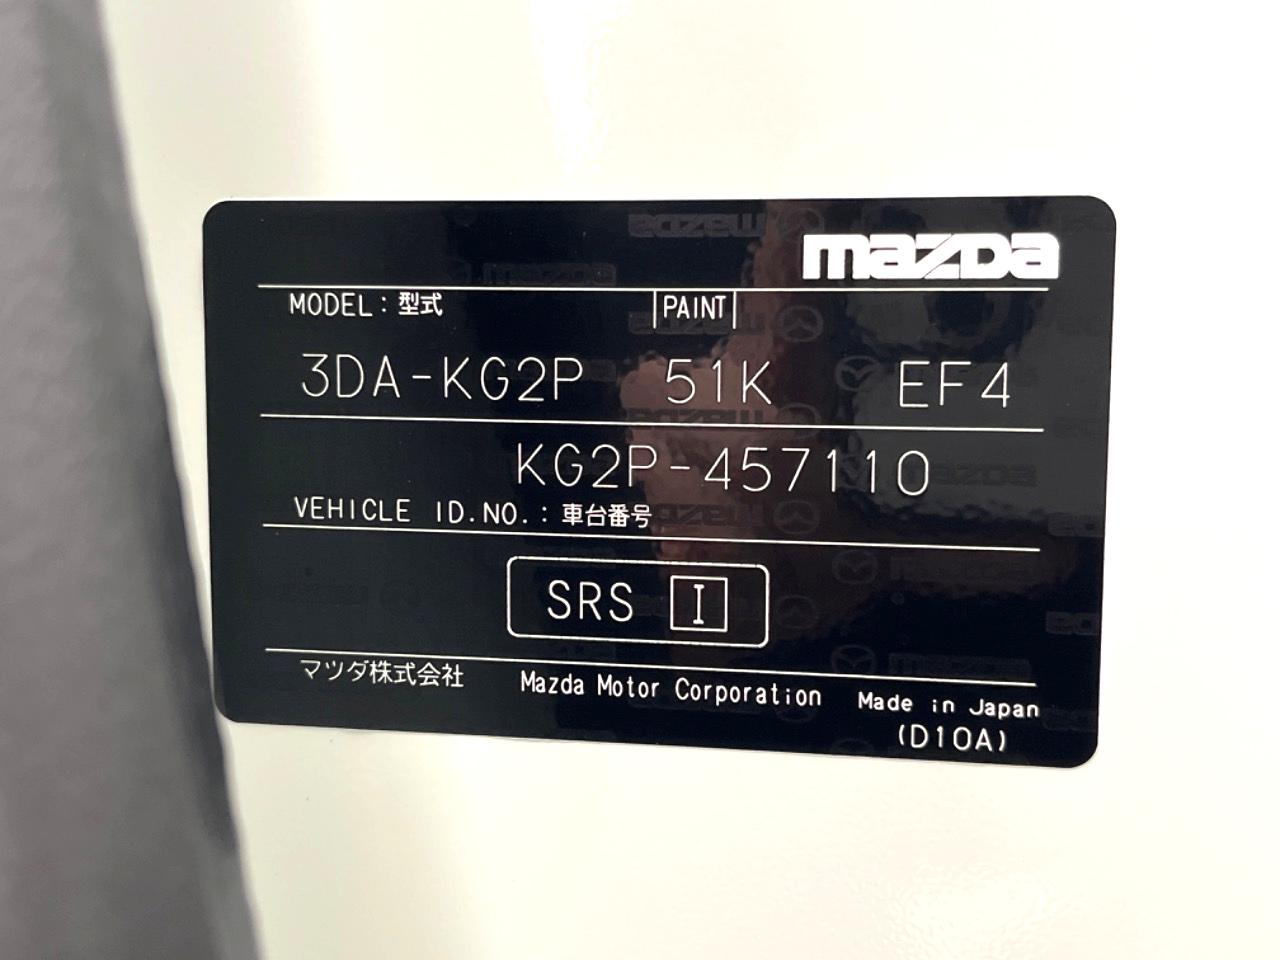 mazda
MODEL：型式 PAINT
3DA-KG2P 51K EF4
KG2P-457110
VEHICLE ID.NO.：車台番号
SRS I
マツダ株式会社 Mazda Motor Corporation Made in Japan
(D10A)